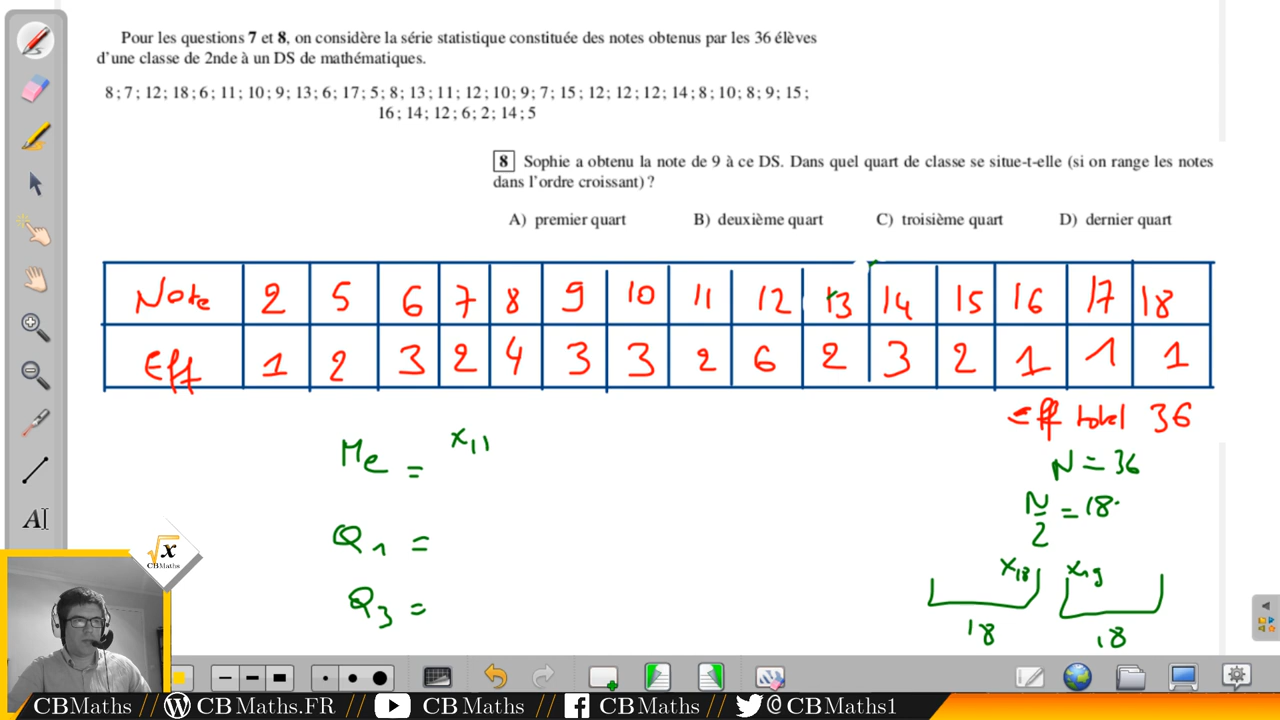 Pour les questions 7 et 8, on considère la série statistique constituée des notes obtenus par les 36 élèves
d'une classe de 2nde à un DS de mathématiques.
8 ; 7 ; 12 ; 18 ; 6 ; 11 ; 10 ; 9 ; 13 ; 6 ; 17 ; 5 ; 8 ; 13 ; 11 ; 12 ; 10 ; 9 ; 7 ; 15 ; 12 ; 12 ; 12 ; 14 ; 8 ; 10 ; 8 ; 9 ; 15 ;
16 ; 14 ; 12 ; 6 ; 2 ; 14 ; 5
8 Sophie a obtenu la note de 9 à ce DS. Dans quel quart de classe se situe-t-elle (si on range les notes
dans l'ordre croissant) ?
A) premier quart B) deuxième quart C) troisième quart D) dernier quart
Note 2 5 6 7 8 9 10 11 12 13 14 15 16 17 18
Eff 1 2 3 2 4 3 3 2 6 2 3 2 1 1 1
Eff total 36
Me = x11
N = 36
N/2 = 18
Q1 =
x18 x19
Q3 =
18 18
AI
√x
CBMaths
CBMaths CBMaths.FR CBMaths CBMaths @CBMaths1